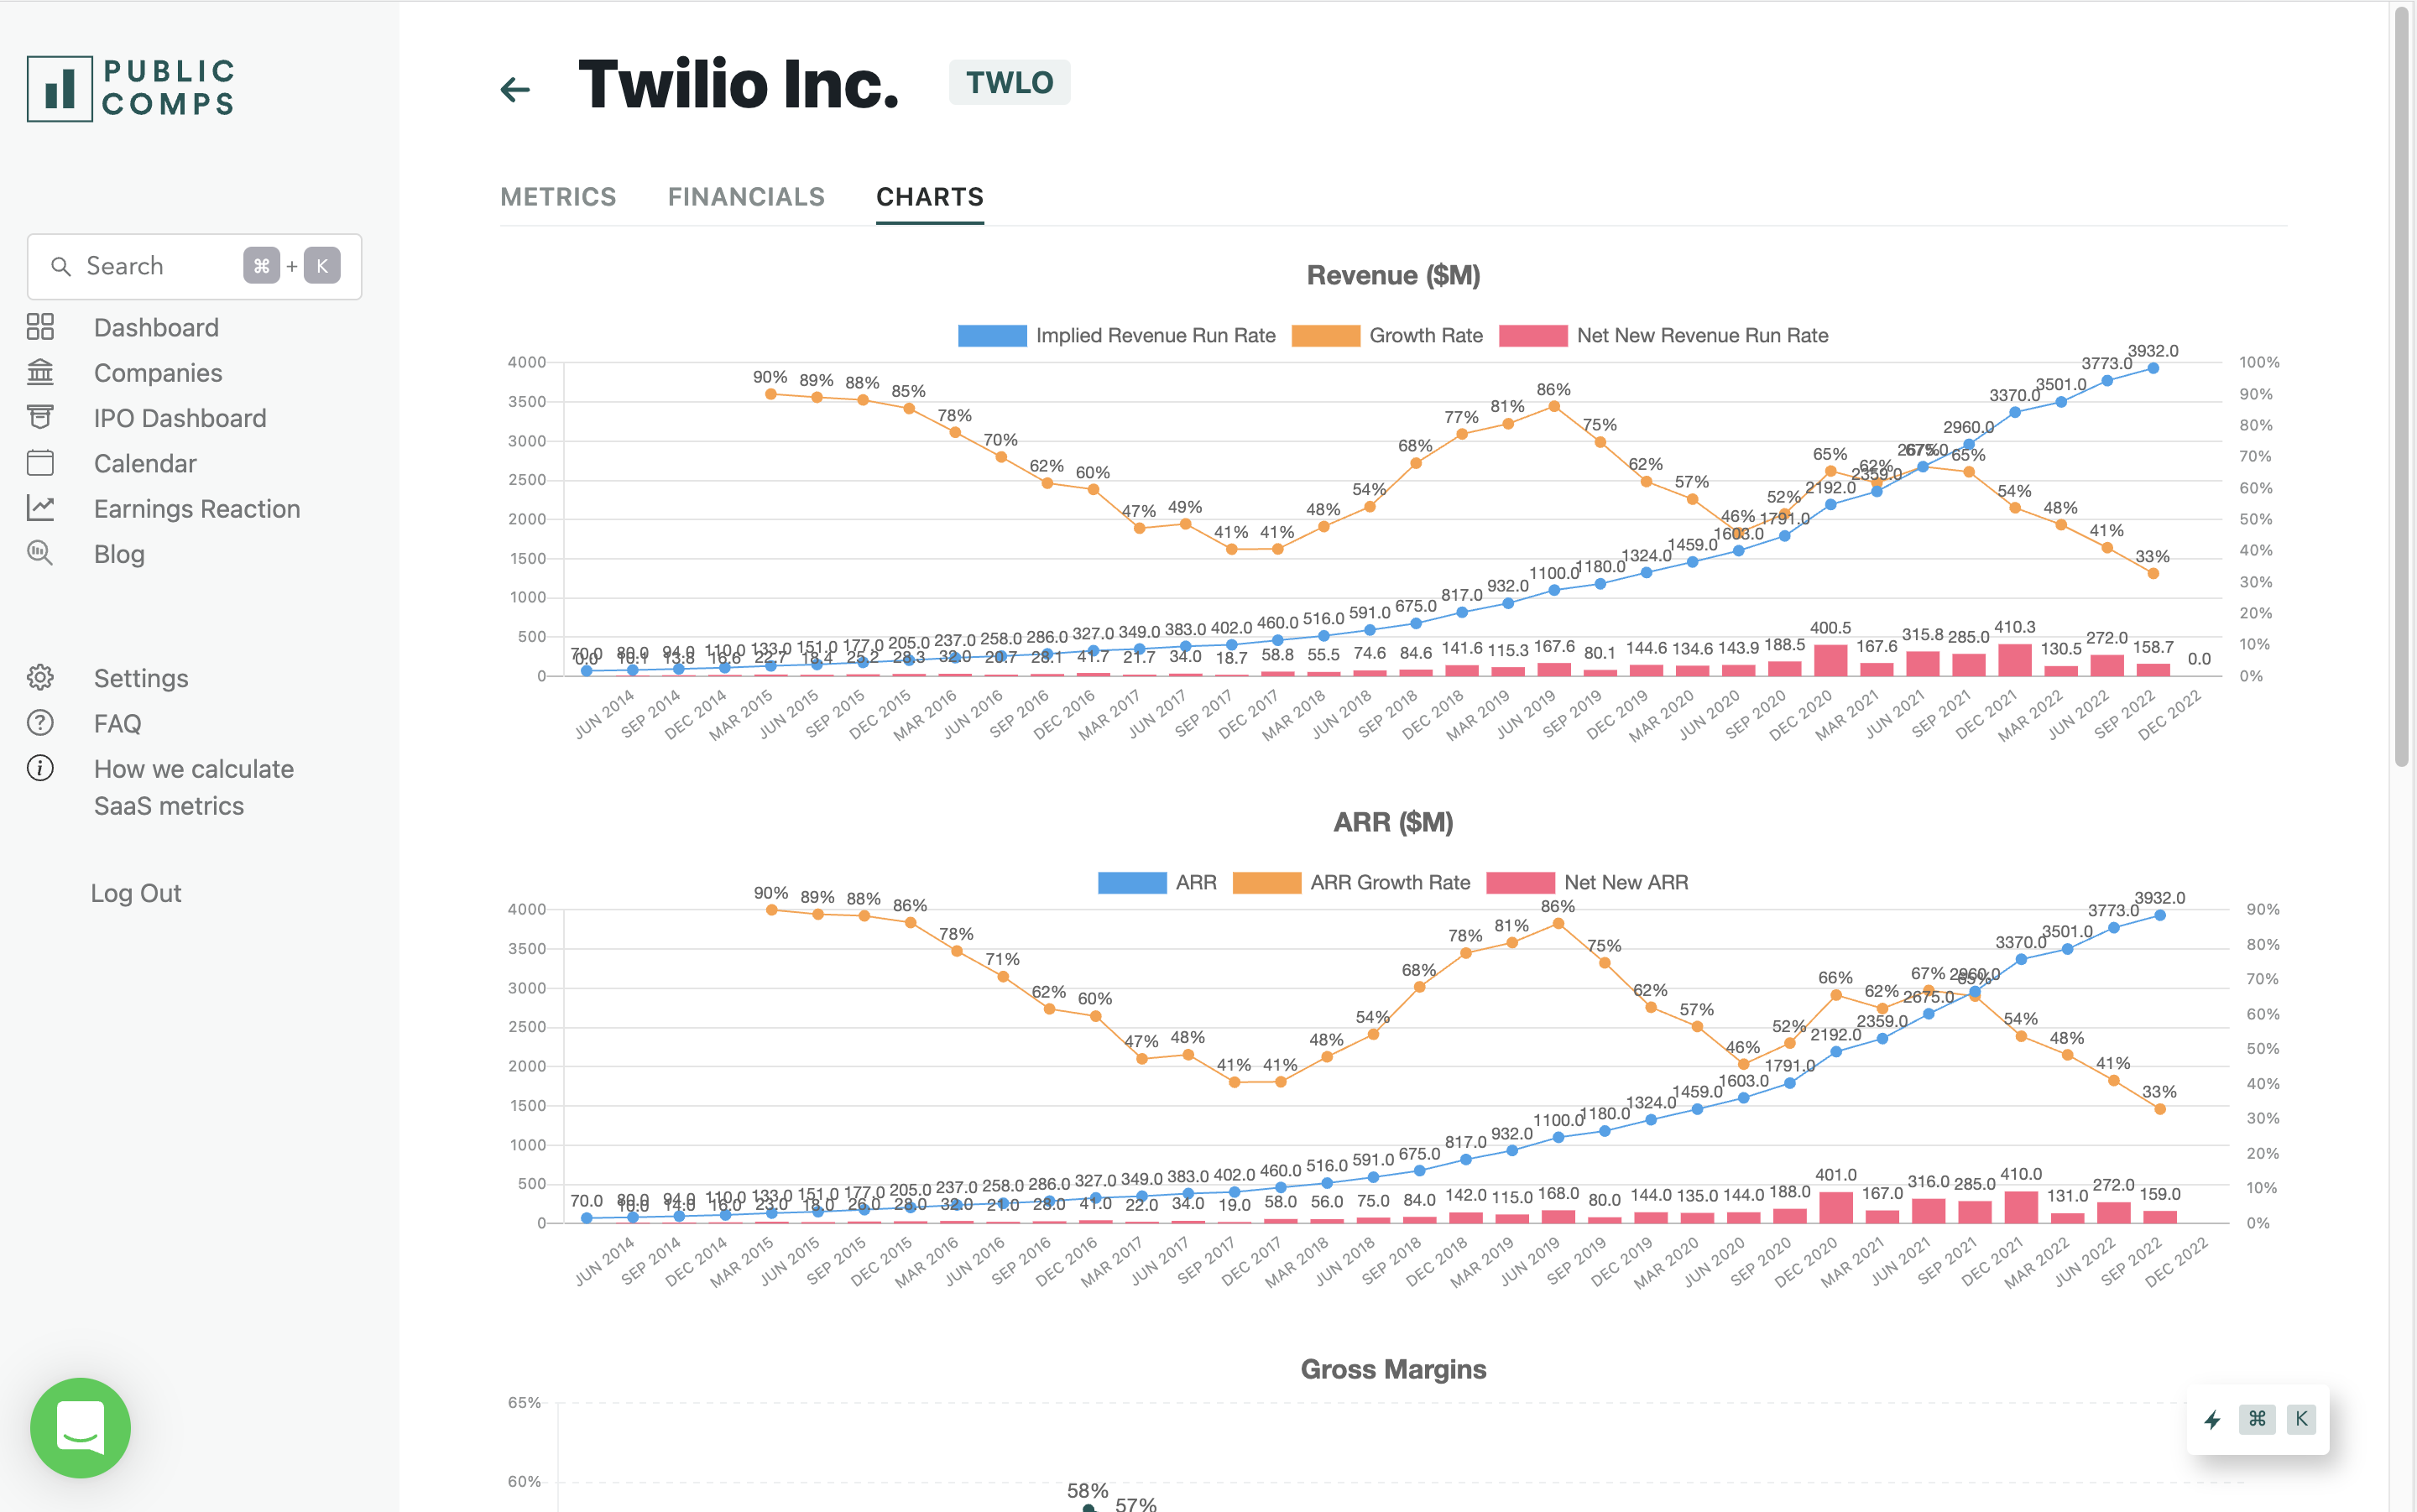 PUBLIC
COMPS
Search ⌘ + K
Dashboard
Companies
IPO Dashboard
Calendar
Earnings Reaction
Blog
Settings
FAQ
How we calculate
SaaS metrics
Log Out
Twilio Inc. TWLO
METRICS FINANCIALS CHARTS
Revenue ($M)
Implied Revenue Run Rate Growth Rate Net New Revenue Run Rate
4000 3500 3000 2500 2000 1500 1000 500 0
90% 89% 88% 85% 78% 70% 62% 60% 47% 49% 41% 41% 48% 54% 68% 77% 81% 86% 75% 62% 57% 46% 52% 65% 62% 67% 65% 54% 48% 41% 33%
70.0 80.0 94.0 110.0 133.0 151.0 177.0 205.0 237.0 258.0 286.0 327.0 349.0 383.0 402.0 460.0 516.0 591.0 675.0 817.0 932.0 1100.0 1180.0 1324.0 1459.0 1603.0 1791.0 2192.0 2359.0 2675.0 2960.0 3370.0 3501.0 3773.0 3932.0
0.0 10.1 13.8 16.6 22.7 18.4 25.2 28.3 32.0 20.7 28.1 41.7 21.7 34.0 18.7 58.8 55.5 74.6 84.6 141.6 115.3 167.6 80.1 144.6 134.6 143.9 188.5 400.5 167.6 315.8 285.0 410.3 130.5 272.0 158.7 0.0
100% 90% 80% 70% 60% 50% 40% 30% 20% 10% 0%
JUN 2014 SEP 2014 DEC 2014 MAR 2015 JUN 2015 SEP 2015 DEC 2015 MAR 2016 JUN 2016 SEP 2016 DEC 2016 MAR 2017 JUN 2017 SEP 2017 DEC 2017 MAR 2018 JUN 2018 SEP 2018 DEC 2018 MAR 2019 JUN 2019 SEP 2019 DEC 2019 MAR 2020 JUN 2020 SEP 2020 DEC 2020 MAR 2021 JUN 2021 SEP 2021 DEC 2021 MAR 2022 JUN 2022 SEP 2022 DEC 2022
ARR ($M)
ARR ARR Growth Rate Net New ARR
4000 3500 3000 2500 2000 1500 1000 500 0
90% 89% 88% 86% 78% 71% 62% 60% 47% 48% 41% 41% 48% 54% 68% 78% 81% 86% 75% 62% 57% 46% 52% 66% 62% 67% 65% 54% 48% 41% 33%
70.0 80.0 94.0 110.0 133.0 151.0 177.0 205.0 237.0 258.0 286.0 327.0 349.0 383.0 402.0 460.0 516.0 591.0 675.0 817.0 932.0 1100.0 1180.0 1324.0 1459.0 1603.0 1791.0 2192.0 2359.0 2675.0 2960.0 3370.0 3501.0 3773.0 3932.0
10.0 14.0 16.0 23.0 18.0 26.0 28.0 32.0 21.0 28.0 41.0 22.0 34.0 19.0 58.0 56.0 75.0 84.0 142.0 115.0 168.0 80.0 144.0 135.0 144.0 188.0 401.0 167.0 316.0 285.0 410.0 131.0 272.0 159.0
90% 80% 70% 60% 50% 40% 30% 20% 10% 0%
JUN 2014 SEP 2014 DEC 2014 MAR 2015 JUN 2015 SEP 2015 DEC 2015 MAR 2016 JUN 2016 SEP 2016 DEC 2016 MAR 2017 JUN 2017 SEP 2017 DEC 2017 MAR 2018 JUN 2018 SEP 2018 DEC 2018 MAR 2019 JUN 2019 SEP 2019 DEC 2019 MAR 2020 JUN 2020 SEP 2020 DEC 2020 MAR 2021 JUN 2021 SEP 2021 DEC 2021 MAR 2022 JUN 2022 SEP 2022 DEC 2022
Gross Margins
65%
60%
58% 57%
⌘ K